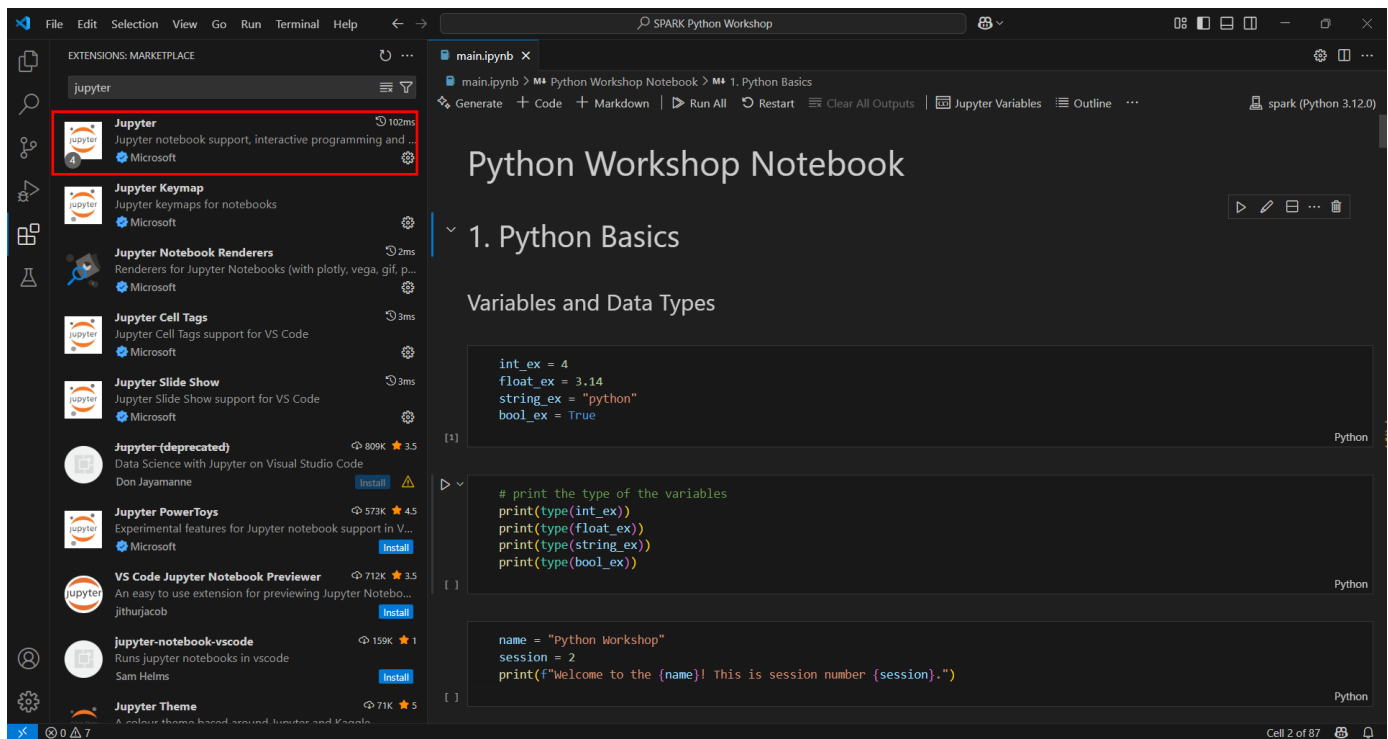 File Edit Selection View Go Run Terminal Help
SPARK Python Workshop
EXTENSIONS: MARKETPLACE
jupyter
Jupyter 102ms
Jupyter notebook support, interactive programming and ...
Microsoft
4
Jupyter Keymap
Jupyter keymaps for notebooks
Microsoft
Jupyter Notebook Renderers 2ms
Renderers for Jupyter Notebooks (with plotly, vega, gif, p...
Microsoft
Jupyter Cell Tags 3ms
Jupyter Cell Tags support for VS Code
Microsoft
Jupyter Slide Show 3ms
Jupyter Slide Show support for VS Code
Microsoft
Jupyter (deprecated) 809K 3.5
Data Science with Jupyter on Visual Studio Code
Don Jayamanne Install
Jupyter PowerToys 573K 4.5
Experimental features for Jupyter notebook support in V...
Microsoft Install
VS Code Jupyter Notebook Previewer 712K 3.5
An easy to use extension for previewing Jupyter Notebo...
jithurjacob Install
jupyter-notebook-vscode 159K 1
Runs jupyter notebooks in vscode
Sam Helms Install
Jupyter Theme 71K 5
A colour theme based around Jupyter and Kaggle
main.ipynb
main.ipynb > M↓ Python Workshop Notebook > M↓ 1. Python Basics
Generate + Code + Markdown Run All Restart Clear All Outputs Jupyter Variables Outline ... spark (Python 3.12.0)
Python Workshop Notebook
1. Python Basics
Variables and Data Types
int_ex = 4
float_ex = 3.14
string_ex = "python"
bool_ex = True
[1] Python
# print the type of the variables
print(type(int_ex))
print(type(float_ex))
print(type(string_ex))
print(type(bool_ex))
[ ] Python
name = "Python Workshop"
session = 2
print(f"Welcome to the {name}! This is session number {session}.")
[ ] Python
0 7 Cell 2 of 87